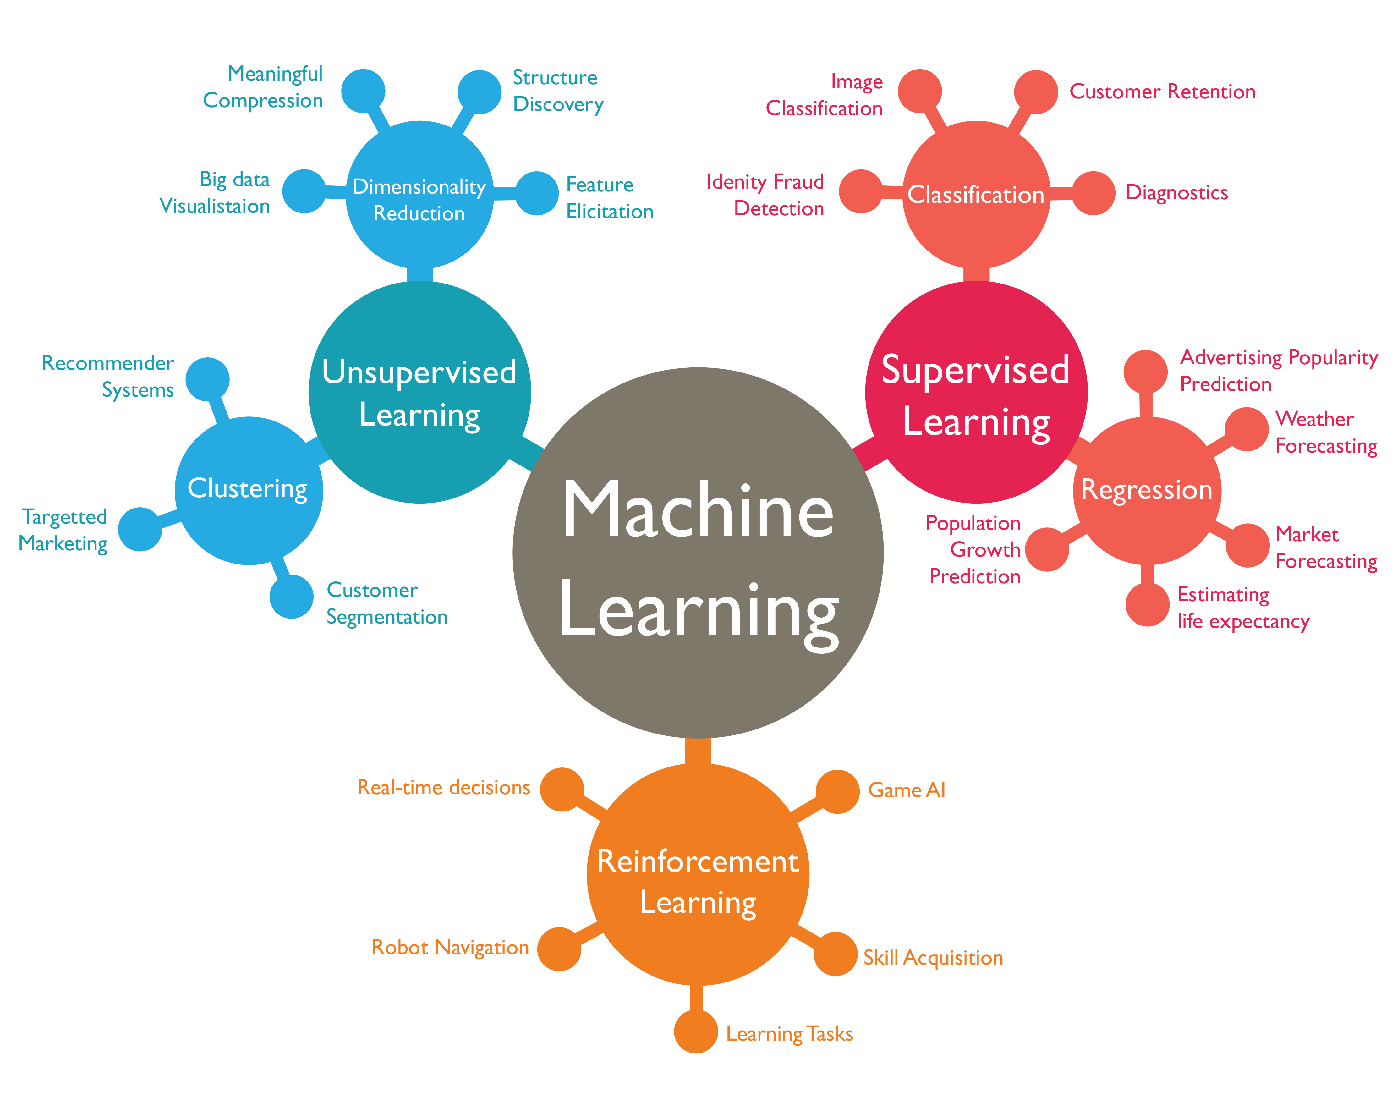 Meaningful
Compression
Structure
Discovery
Big data
Visualistaion
Dimensionality
Reduction
Feature
Elicitation
Image
Classification
Customer Retention
Idenity Fraud
Detection
Classification
Diagnostics
Recommender
Systems
Unsupervised
Learning
Clustering
Targetted
Marketing
Customer
Segmentation
Machine
Learning
Supervised
Learning
Advertising Popularity
Prediction
Weather
Forecasting
Regression
Population
Growth
Prediction
Market
Forecasting
Estimating
life expectancy
Real-time decisions
Game AI
Reinforcement
Learning
Robot Navigation
Skill Acquisition
Learning Tasks